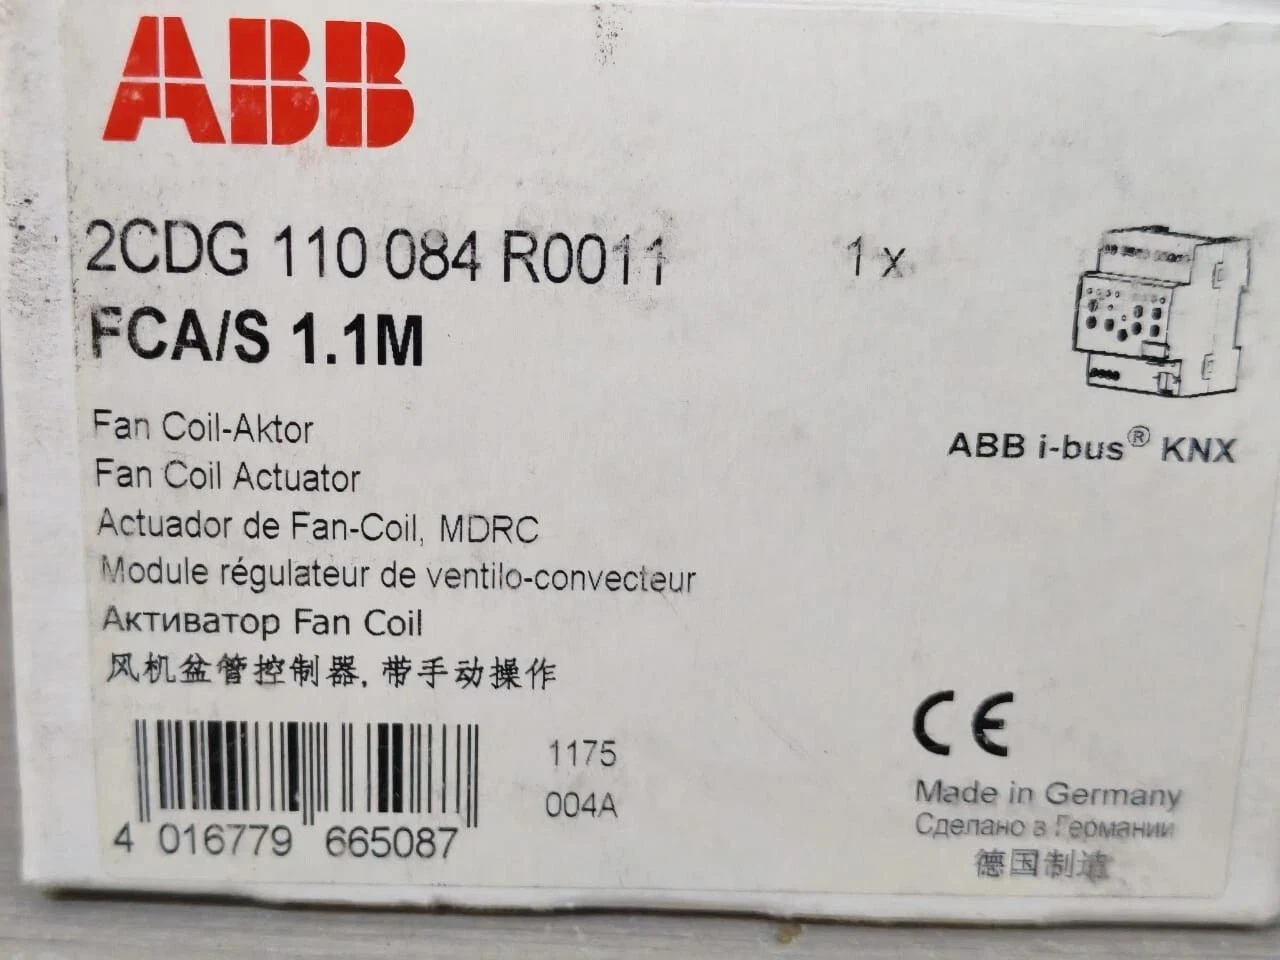 ABB
2CDG 110 084 R0011
1 x
FCA/S 1.1M
ABB i-bus® KNX
Fan Coil-Aktor
Fan Coil Actuator
Actuador de Fan-Coil, MDRC
Module régulateur de ventilo-convecteur
Активатор Fan Coil
风机盆管控制器, 带手动操作
1175
004A
4 016779 665087
CE
Made in Germany
Сделано в Германии
德国制造